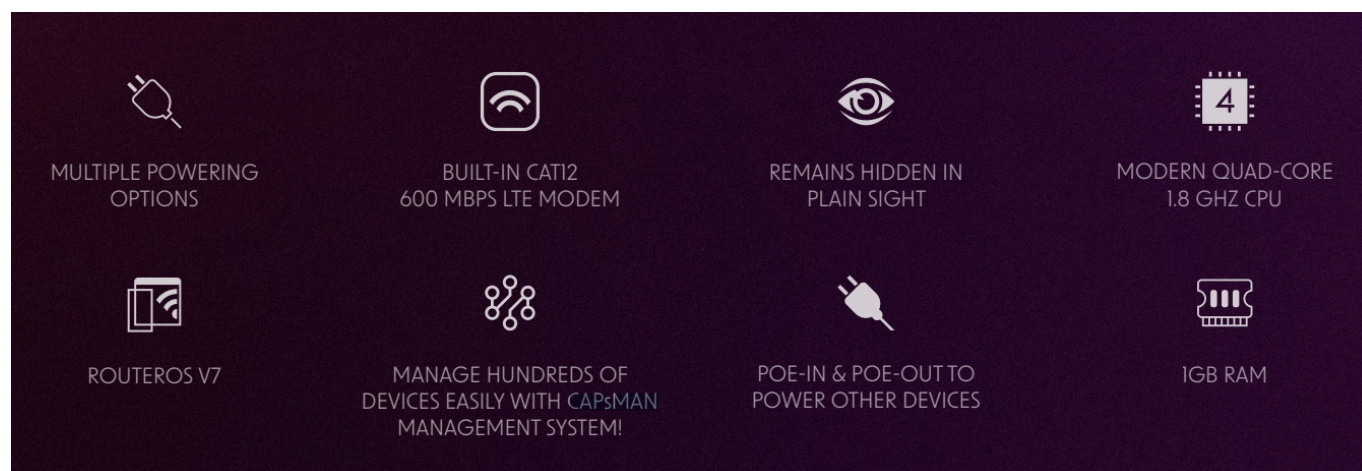 4
MULTIPLE POWERING
OPTIONS
BUILT-IN CAT12
600 MBPS LTE MODEM
REMAINS HIDDEN IN
PLAIN SIGHT
MODERN QUAD-CORE
1.8 GHZ CPU
ROUTEROS V7
MANAGE HUNDREDS OF
DEVICES EASILY WITH CAPsMAN
MANAGEMENT SYSTEM!
POE-IN & POE-OUT TO
POWER OTHER DEVICES
1GB RAM